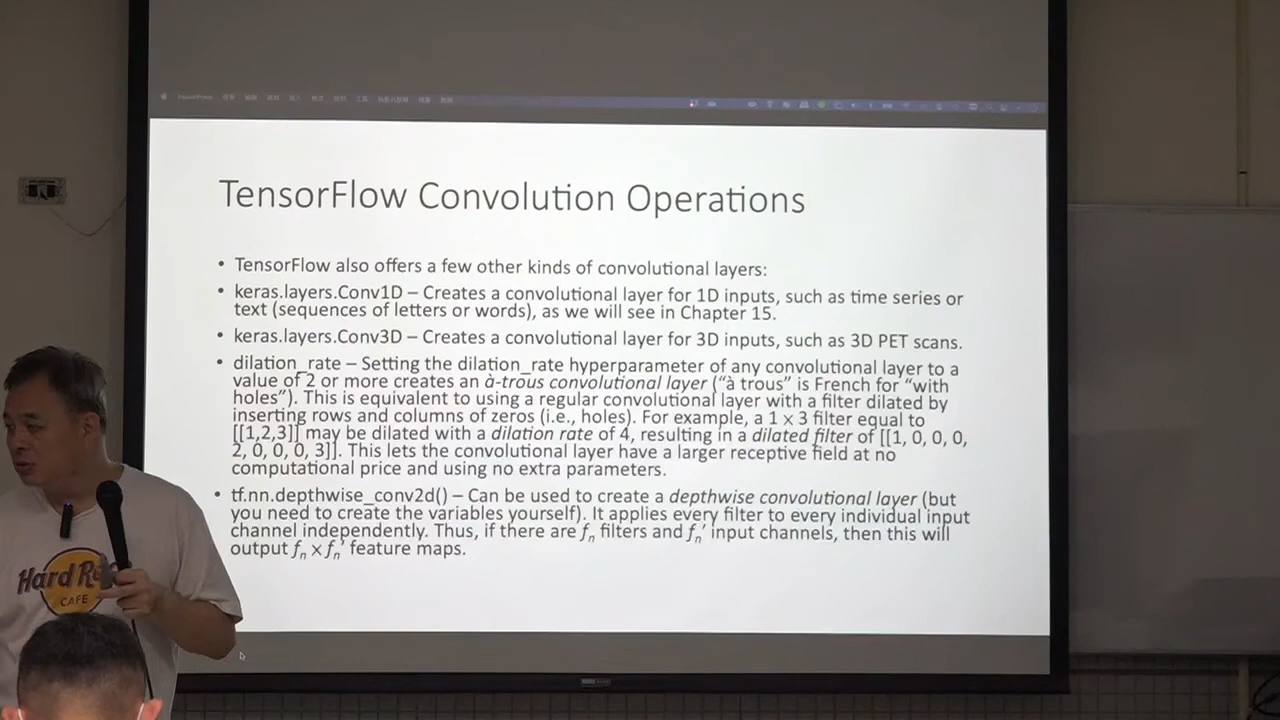 TensorFlow Convolution Operations
• TensorFlow also offers a few other kinds of convolutional layers:
• keras.layers.Conv1D – Creates a convolutional layer for 1D inputs, such as time series or
text (sequences of letters or words), as we will see in Chapter 15.
• keras.layers.Conv3D – Creates a convolutional layer for 3D inputs, such as 3D PET scans.
• dilation_rate – Setting the dilation_rate hyperparameter of any convolutional layer to a
value of 2 or more creates an à-trous convolutional layer (“à trous” is French for “with
holes”). This is equivalent to using a regular convolutional layer with a filter dilated by
inserting rows and columns of zeros (i.e., holes). For example, a 1 x 3 filter equal to
[[1,2,3]] may be dilated with a dilation rate of 4, resulting in a dilated filter of [[1, 0, 0, 0,
2, 0, 0, 0, 3]]. This lets the convolutional layer have a larger receptive field at no
computational price and using no extra parameters.
• tf.nn.depthwise_conv2d() – Can be used to create a depthwise convolutional layer (but
you need to create the variables yourself). It applies every filter to every individual input
channel independently. Thus, if there are fn filters and fn′ input channels, then this will
output fn x fn′ feature maps.
Hard R
CAFE